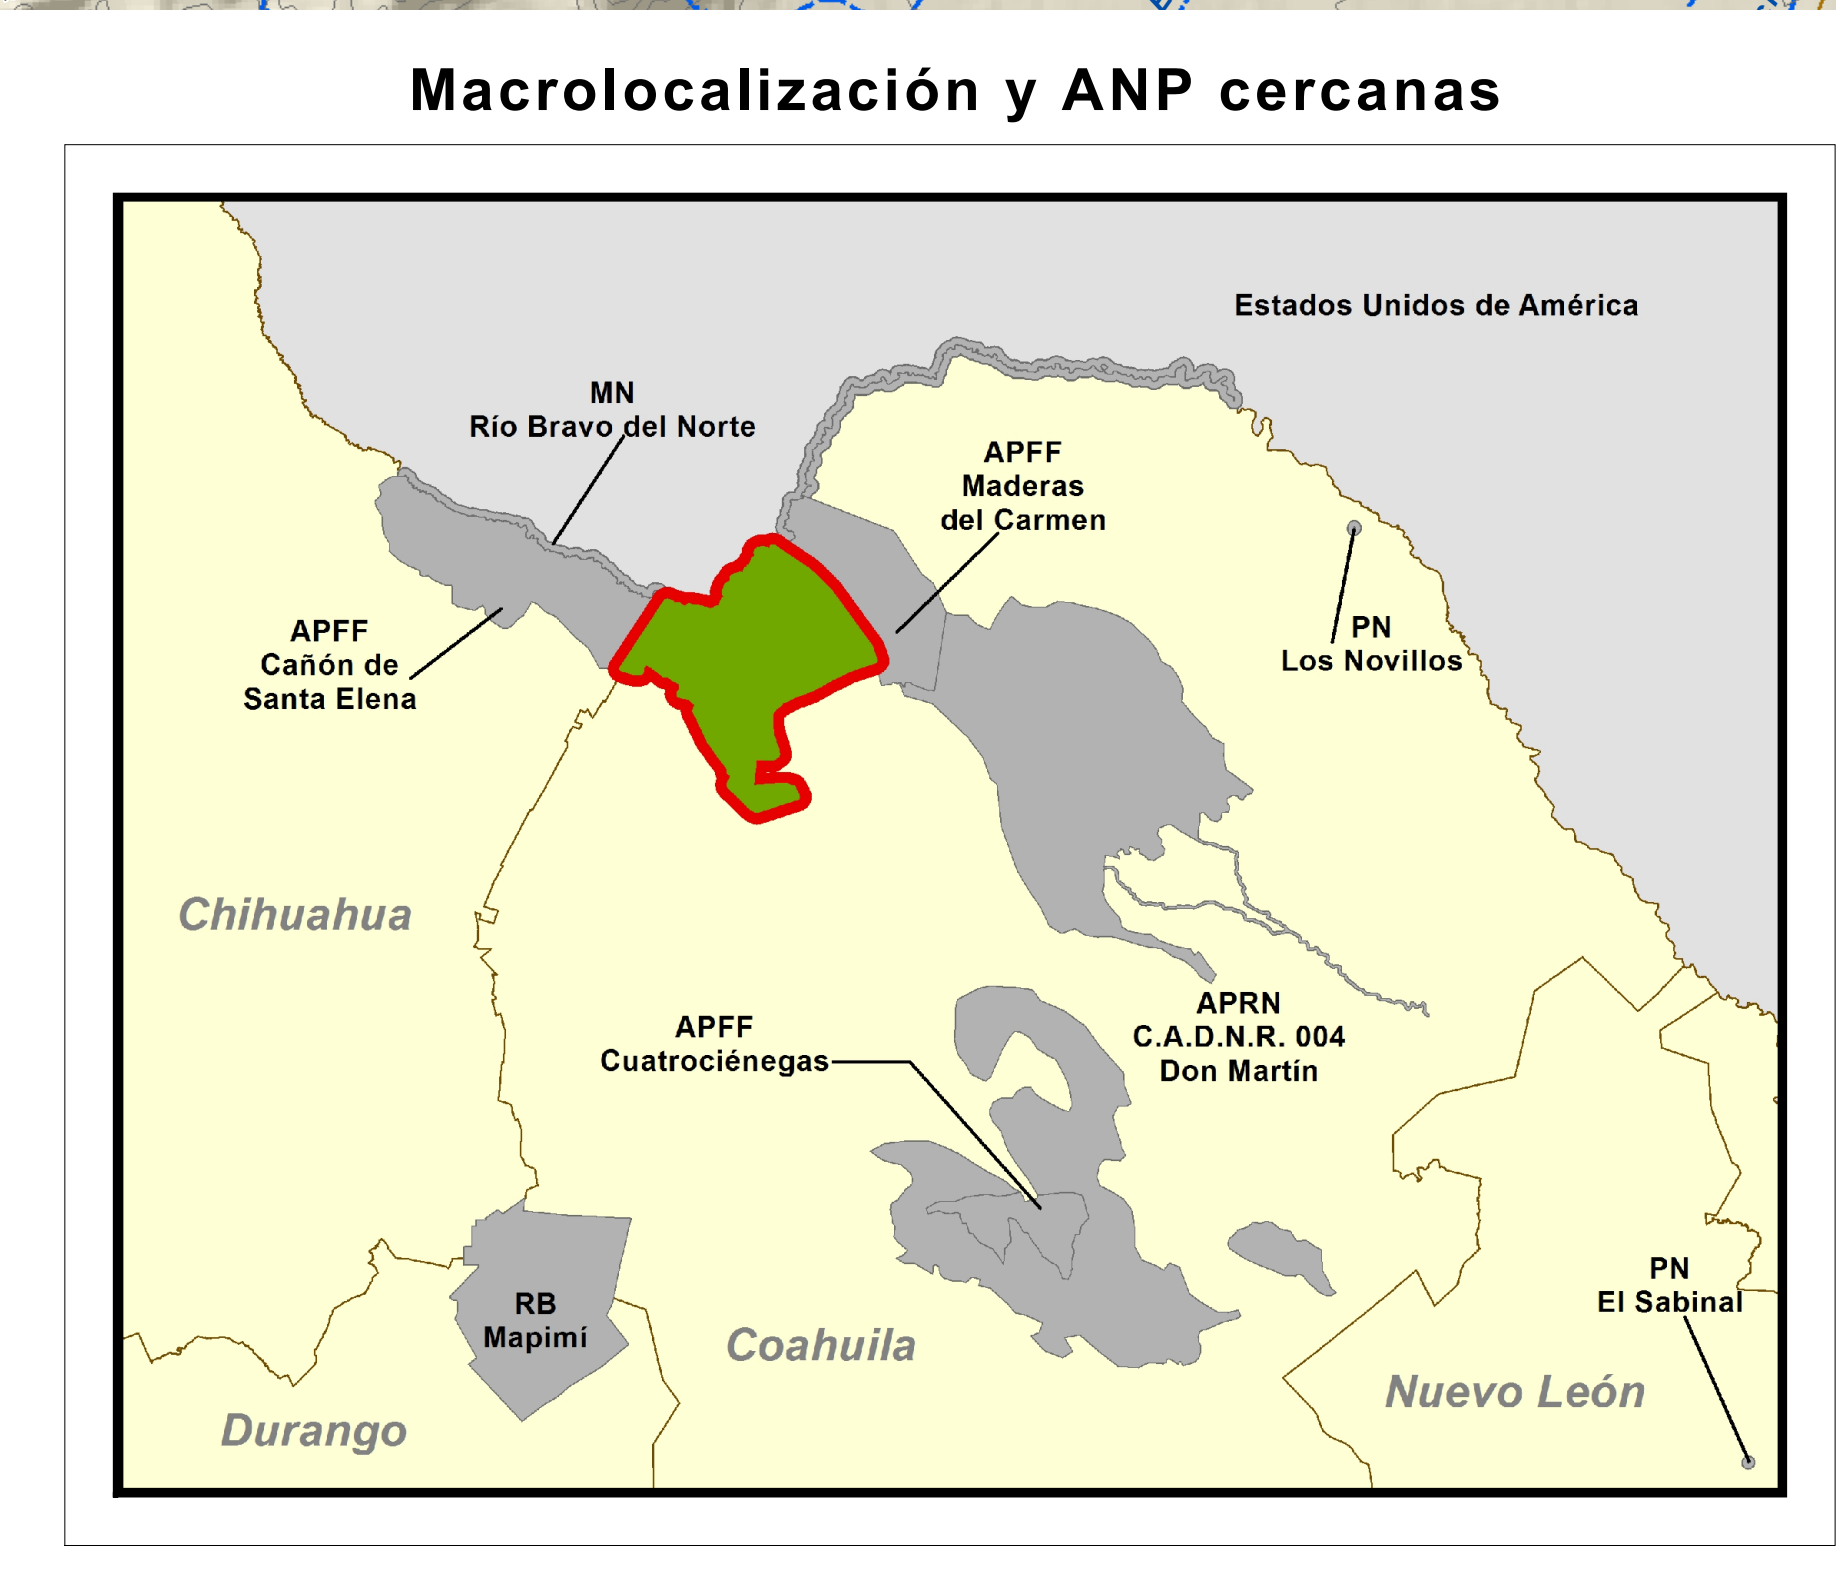 Macrolocalización y ANP cercanas
Estados Unidos de América
MN
Río Bravo del Norte
APFF
Maderas
del Carmen
PN
Los Novillos
APFF
Cañón de
Santa Elena
Chihuahua
APRN
C.A.D.N.R. 004
Don Martín
APFF
Cuatrociénegas
PN
El Sabinal
RB
Mapimí
Coahuila
Nuevo León
Durango